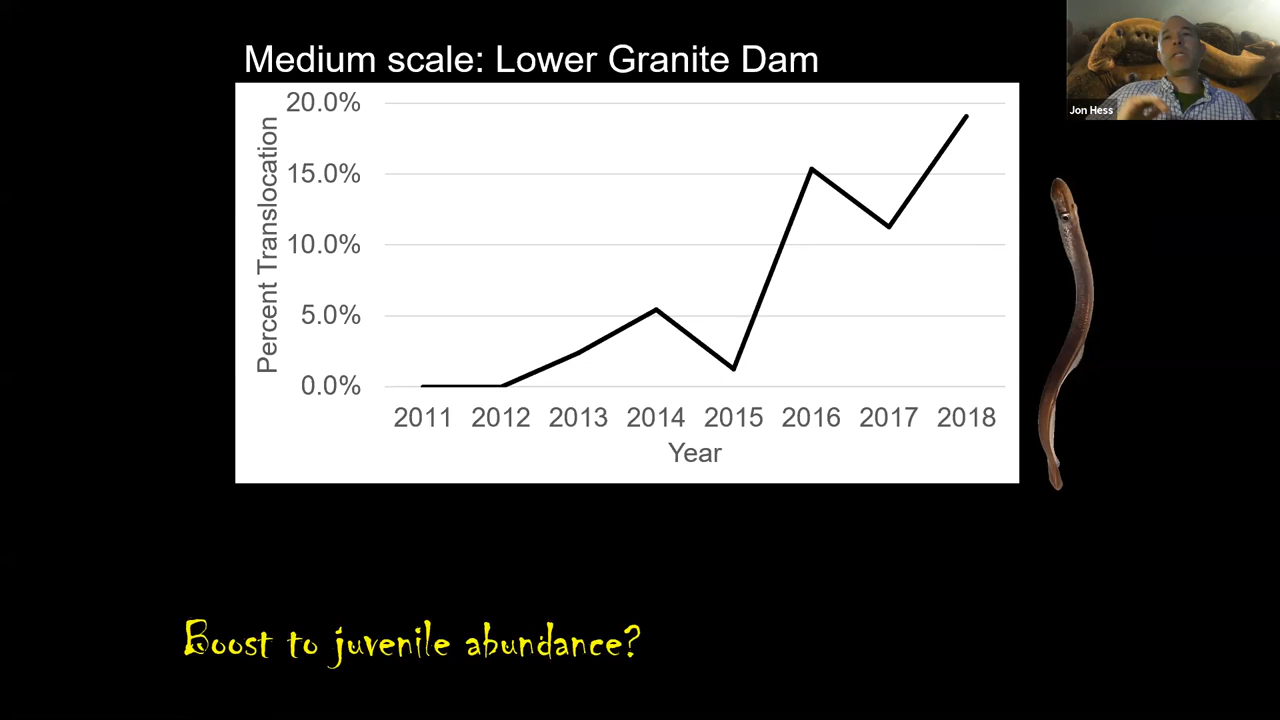 Medium scale: Lower Granite Dam
Jon Hess
Percent Translocation
20.0%
15.0%
10.0%
5.0%
0.0%
2011 2012 2013 2014 2015 2016 2017 2018
Year
Boost to juvenile abundance?